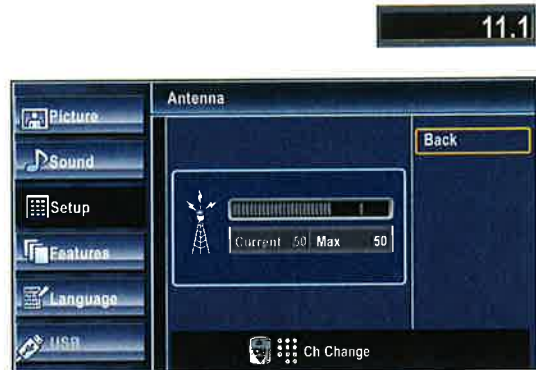 11.1
Antenna
Picture
Back
Sound
Setup
Current 50 Max 50
Features
Language
USB
Ch Change